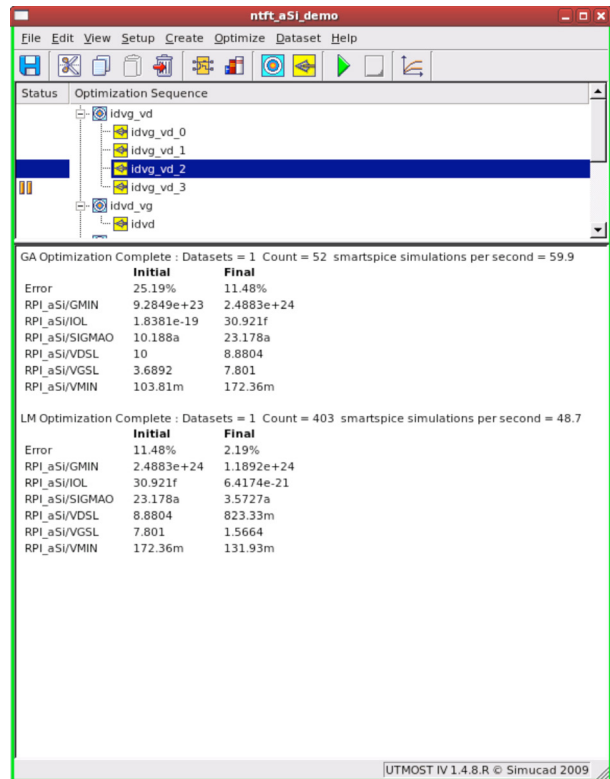 ntft_aSi_demo
File Edit View Setup Create Optimize Dataset Help
Status Optimization Sequence
idvg_vd
idvg_vd_0
idvg_vd_1
idvg_vd_2
idvg_vd_3
idvd_vg
idvd
GA Optimization Complete : Datasets = 1 Count = 52 smartspice simulations per second = 59.9
Initial Final
Error 25.19% 11.48%
RPI_aSi/GMIN 9.2849e+23 2.4883e+24
RPI_aSi/IOL 1.8381e-19 30.921f
RPI_aSi/SIGMAO 10.188a 23.178a
RPI_aSi/VDSL 10 8.8804
RPI_aSi/VGSL 3.6892 7.801
RPI_aSi/VMIN 103.81m 172.36m
LM Optimization Complete : Datasets = 1 Count = 403 smartspice simulations per second = 48.7
Initial Final
Error 11.48% 2.19%
RPI_aSi/GMIN 2.4883e+24 1.1892e+24
RPI_aSi/IOL 30.921f 6.4174e-21
RPI_aSi/SIGMAO 23.178a 3.5727a
RPI_aSi/VDSL 8.8804 823.33m
RPI_aSi/VGSL 7.801 1.5664
RPI_aSi/VMIN 172.36m 131.93m
UTMOST IV 1.4.8.R © Simucad 2009